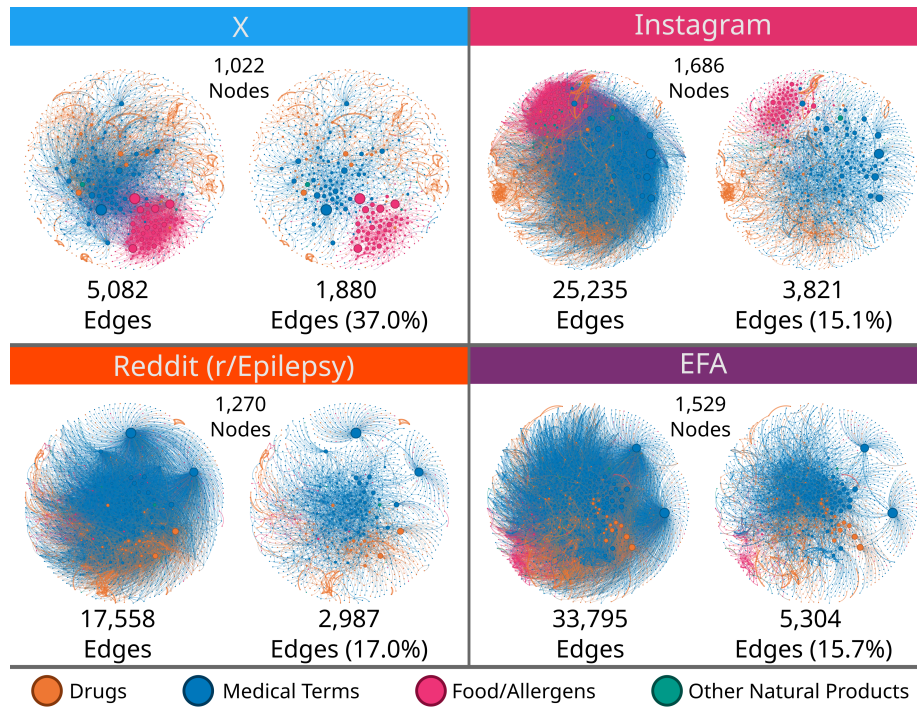 X
1,022
Nodes
5,082
Edges
1,880
Edges (37.0%)
Instagram
1,686
Nodes
25,235
Edges
3,821
Edges (15.1%)
Reddit (r/Epilepsy)
1,270
Nodes
17,558
Edges
2,987
Edges (17.0%)
EFA
1,529
Nodes
33,795
Edges
5,304
Edges (15.7%)
Drugs
Medical Terms
Food/Allergens
Other Natural Products